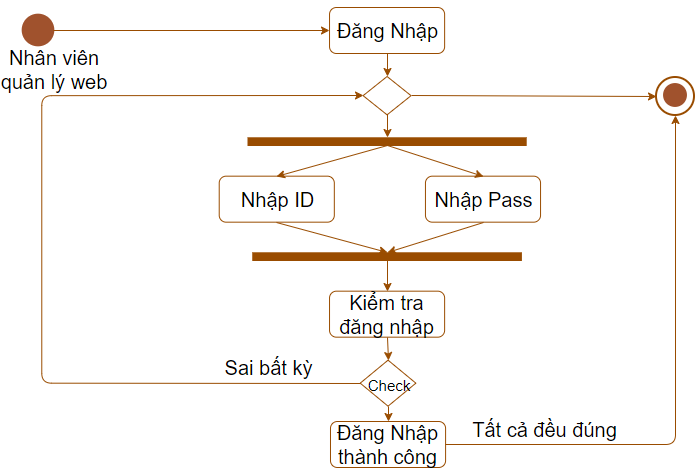 Đăng Nhập
Nhân viên
quản lý web
Nhập ID
Nhập Pass
Kiểm tra
đăng nhập
Sai bất kỳ
Check
Đăng Nhập
thành công
Tất cả đều đúng